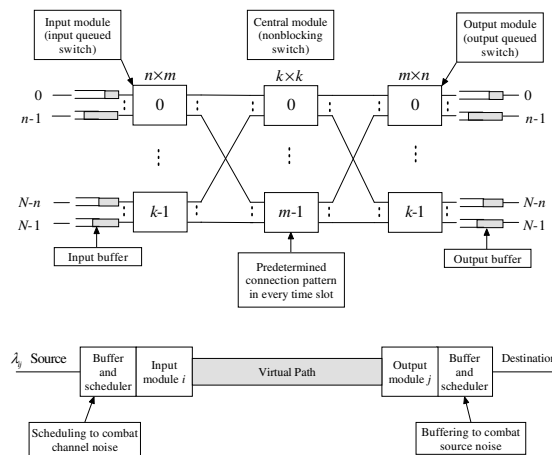 Input module
(input queued
switch)
Central module
(nonblocking
switch)
Output module
(output queued
switch)
n×m
k×k
m×n
0
0
0
0
0
n-1
n-1
N-n
N-n
k-1
m-1
k-1
N-1
N-1
Input buffer
Predetermined
connection pattern
in every time slot
Output buffer
λij Source
Buffer
and
scheduler
Input
module i
Virtual Path
Output
module j
Buffer
and
scheduler
Destination
Scheduling to combat
channel noise
Buffering to combat
source noise